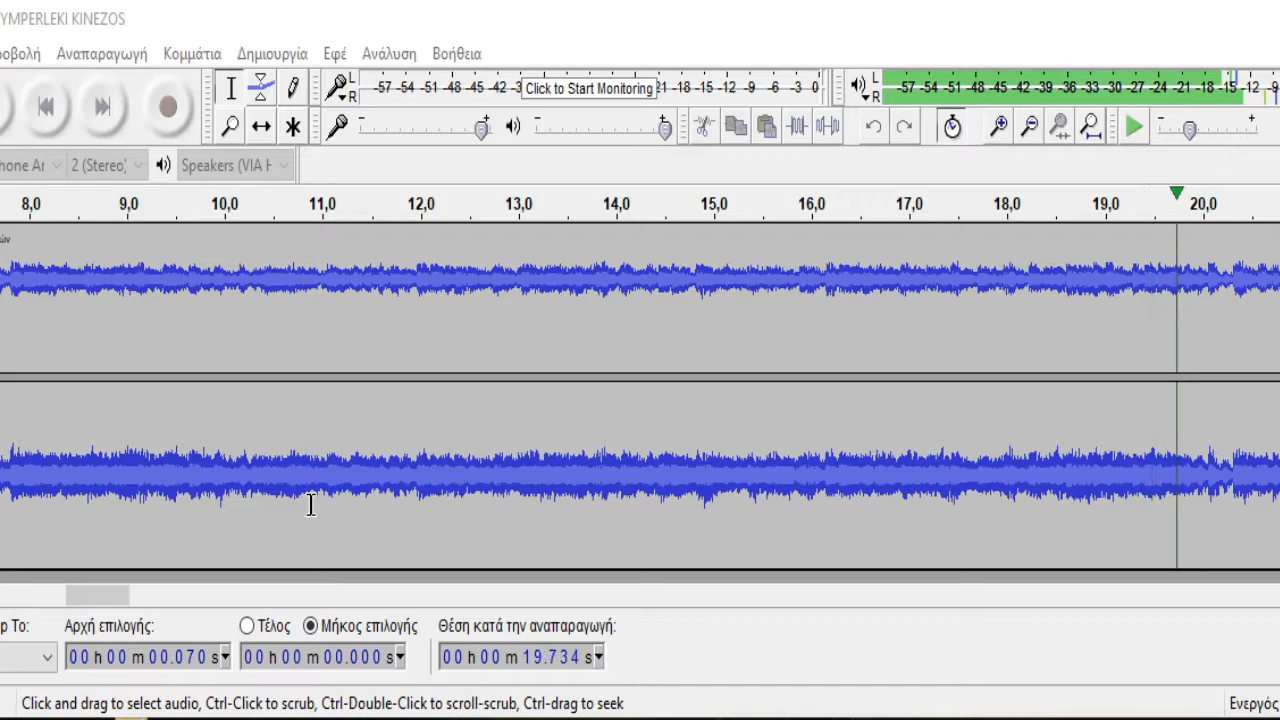 YMPERLEKI KINEZOS
οβολή Αναπαραγωγή Κομμάτια Δημιουργία Εφέ Ανάλυση Βοήθεια
L R -57 -54 -51 -48 -45 -42 -3 Click to Start Monitoring 21 -18 -15 -12 -9 -6 -3 0 L R -57 -54 -51 -48 -45 -42 -39 -36 -33 -30 -27 -24 -21 -18 -15 -12 -9
- + - + - +
hone Ar 2 (Stereo) Speakers (VIA H
8,0 9,0 10,0 11,0 12,0 13,0 14,0 15,0 16,0 17,0 18,0 19,0 20,0
ών
p To: Αρχή επιλογής: Τέλος Μήκος επιλογής Θέση κατά την αναπαραγωγή:
00 h 00 m 00.070 s 00 h 00 m 00.000 s 00 h 00 m 19.734 s
Click and drag to select audio, Ctrl-Click to scrub, Ctrl-Double-Click to scroll-scrub, Ctrl-drag to seek Ενεργός